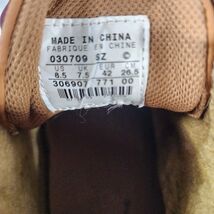 MADE IN CHINA
FABRIQUE EN CHINE
030709 SZ ©
US UK EUR CM
8.5 7.5 42 26.5
306907 771 00